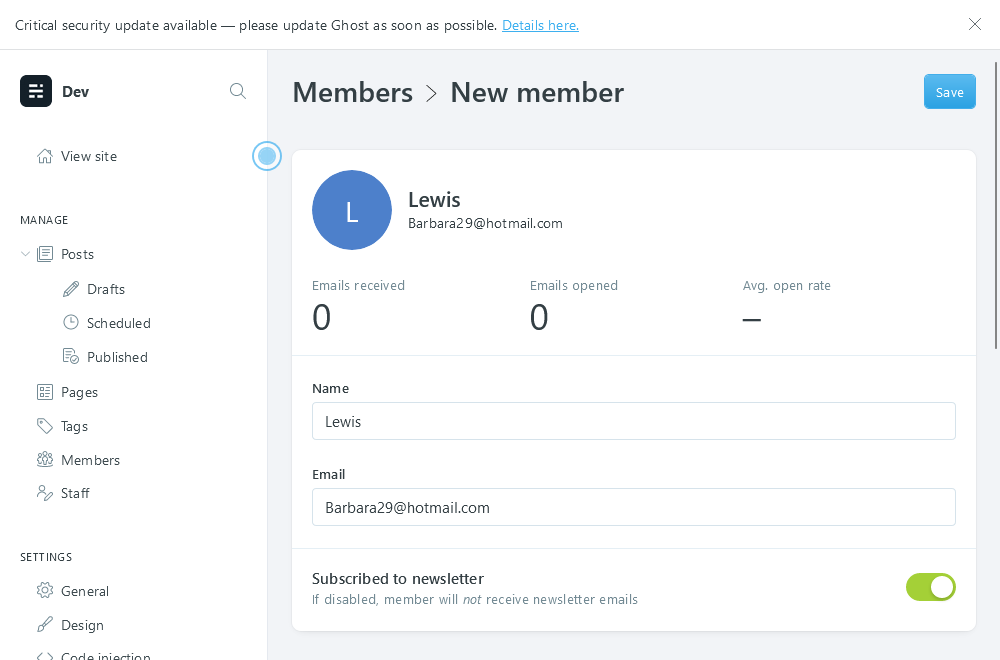 Critical security update available — please update Ghost as soon as possible. Details here.
Dev
View site
MANAGE
Posts
Drafts
Scheduled
Published
Pages
Tags
Members
Staff
SETTINGS
General
Design
Code injection
Members > New member
Save
L
Lewis
Barbara29@hotmail.com
Emails received
0
Emails opened
0
Avg. open rate
–
Name
Lewis
Email
Barbara29@hotmail.com
Subscribed to newsletter
If disabled, member will not receive newsletter emails